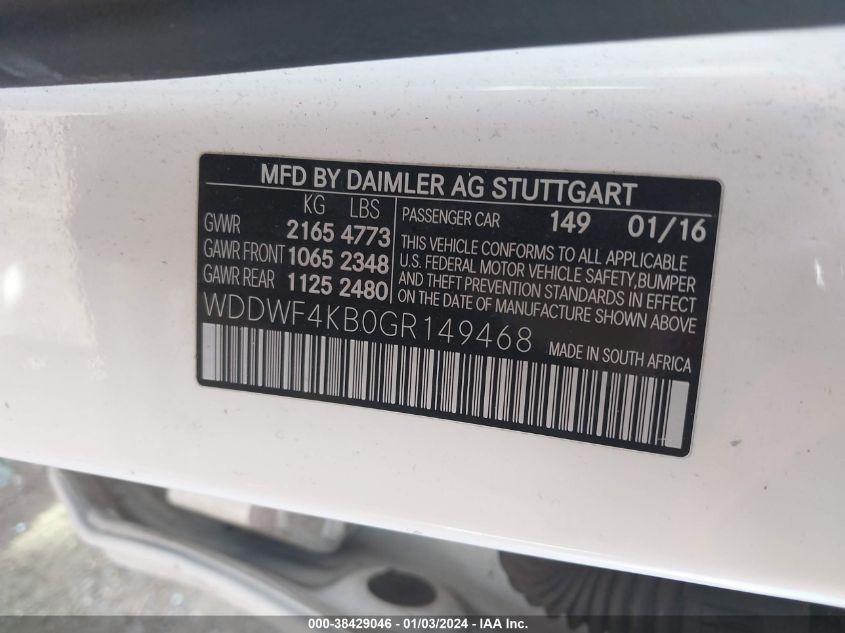 MFD BY DAIMLER AG STUTTGART
KG LBS
GVWR 2165 4773
GAWR FRONT 1065 2348
GAWR REAR 1125 2480
PASSENGER CAR 149 01/16
THIS VEHICLE CONFORMS TO ALL APPLICABLE
U.S. FEDERAL MOTOR VEHICLE SAFETY,BUMPER
AND THEFT PREVENTION STANDARDS IN EFFECT
ON THE DATE OF MANUFACTURE SHOWN ABOVE
WDDWF4KB0GR149468
MADE IN SOUTH AFRICA
000-38429046 - 01/03/2024 - IAA Inc.